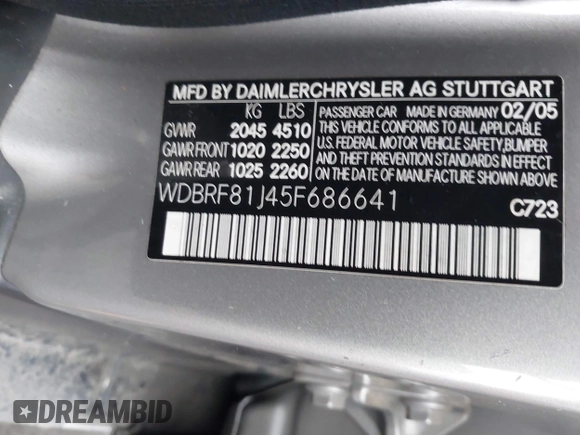 MFD BY DAIMLERCHRYSLER AG STUTTGART
KG LBS
PASSENGER CAR MADE IN GERMANY 02/05
GVWR 2045 4510
THIS VEHICLE CONFORMS TO ALL APPLICABLE
GAWR FRONT 1020 2250
U.S. FEDERAL MOTOR VEHICLE SAFETY, BUMPER
GAWR REAR 1025 2260
AND THEFT PREVENTION STANDARDS IN EFFECT
ON THE DATE OF MANUFACTURE SHOWN ABOVE.
WDBRF81J45F686641
C723
DREAMBID